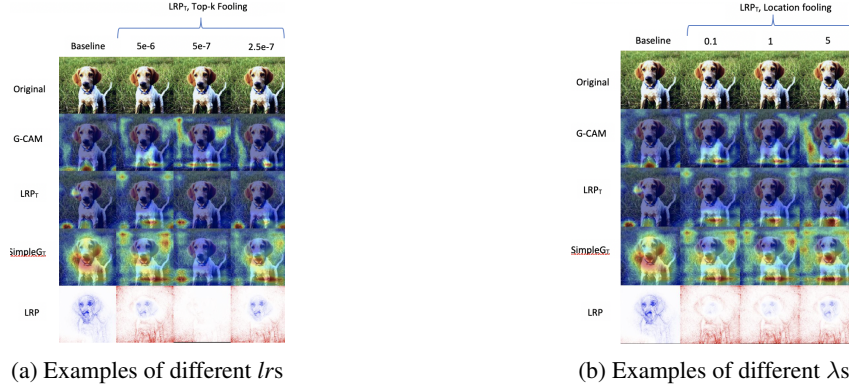 LRPT, Top-k Fooling
Baseline 5e-6 5e-7 2.5e-7
Original
G-CAM
LRPT
SimpleGT
LRP
(a) Examples of different lrs
LRPT, Location fooling
Baseline 0.1 1 5
Original
G-CAM
LRPT
SimpleGT
LRP
(b) Examples of different λs